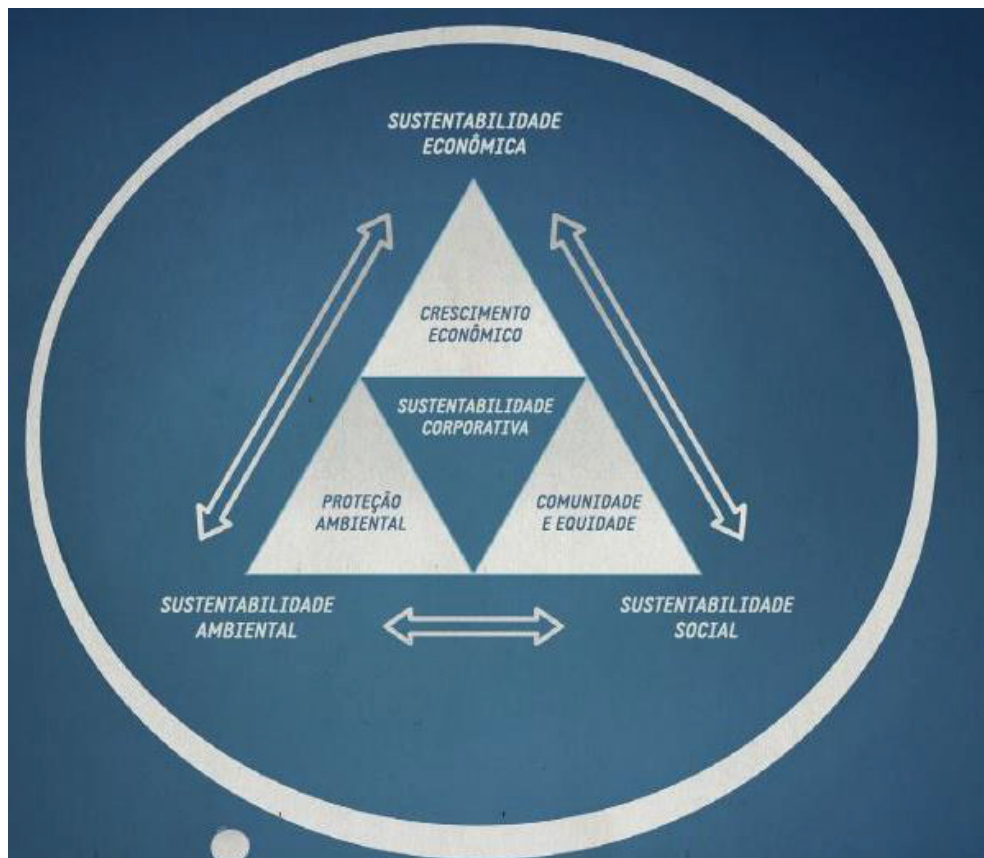 SUSTENTABILIDADE
ECONÔMICA
CRESCIMENTO
ECONÔMICO
SUSTENTABILIDADE
CORPORATIVA
PROTEÇÃO
AMBIENTAL
COMUNIDADE
E EQUIDADE
SUSTENTABILIDADE
AMBIENTAL
SUSTENTABILIDADE
SOCIAL